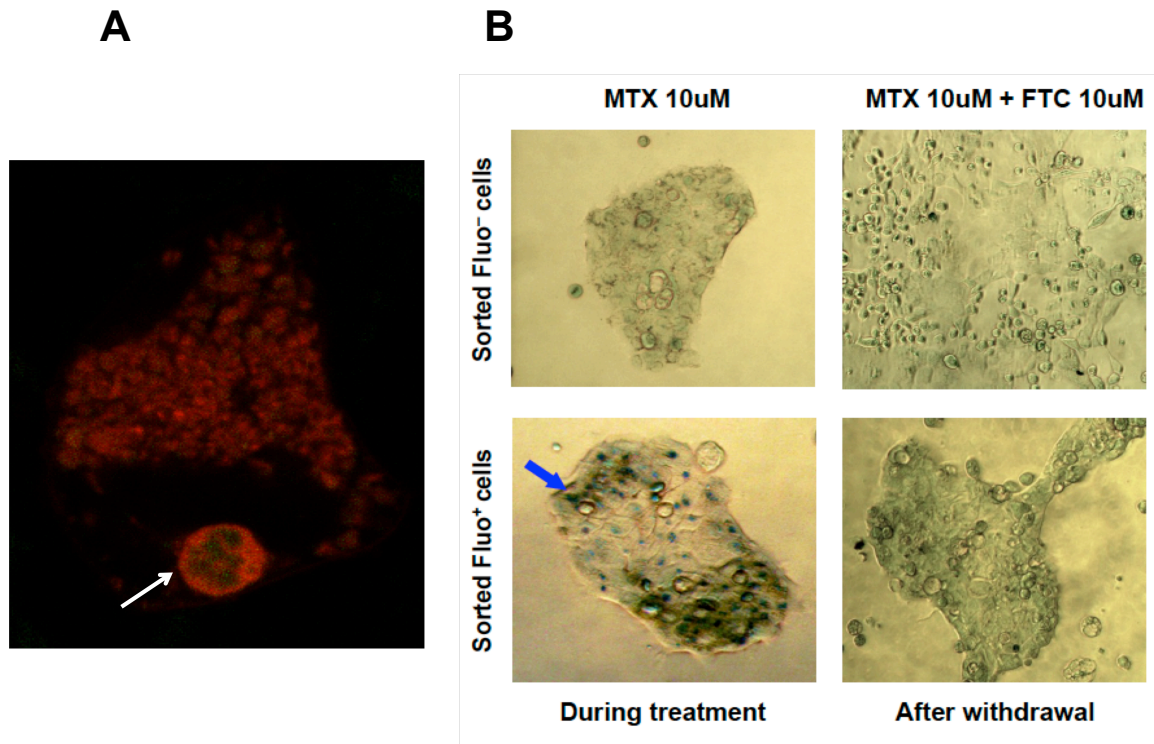 A
B
MTX 10uM
MTX 10uM + FTC 10uM
Sorted Fluo⁻ cells
Sorted Fluo⁺ cells
During treatment
After withdrawal